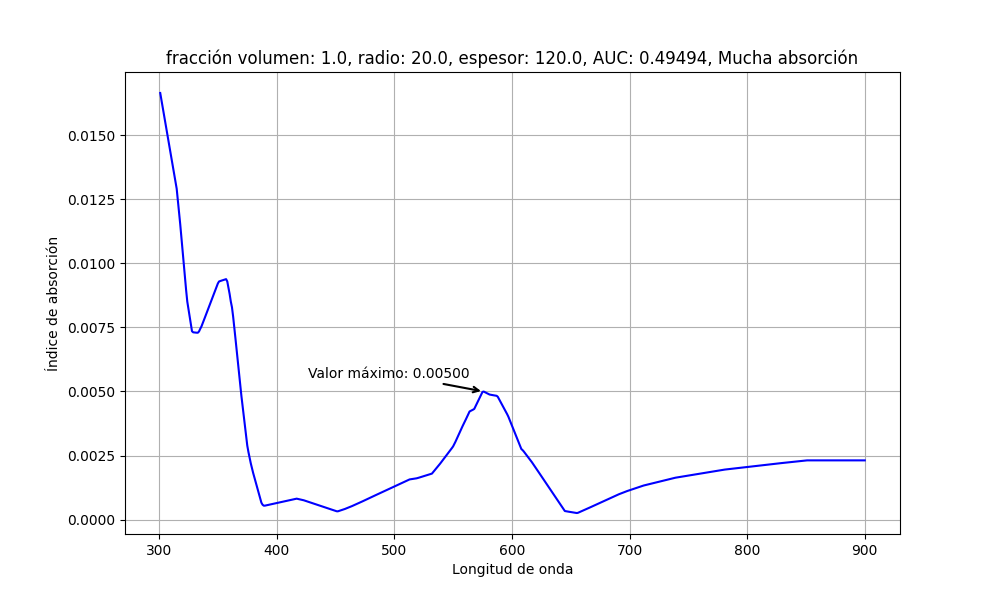 fracción volumen: 1.0, radio: 20.0, espesor: 120.0, AUC: 0.49494, Mucha absorción
Índice de absorción
0.0150
0.0125
0.0100
0.0075
0.0050
0.0025
0.0000
Valor máximo: 0.00500
300 400 500 600 700 800 900
Longitud de onda